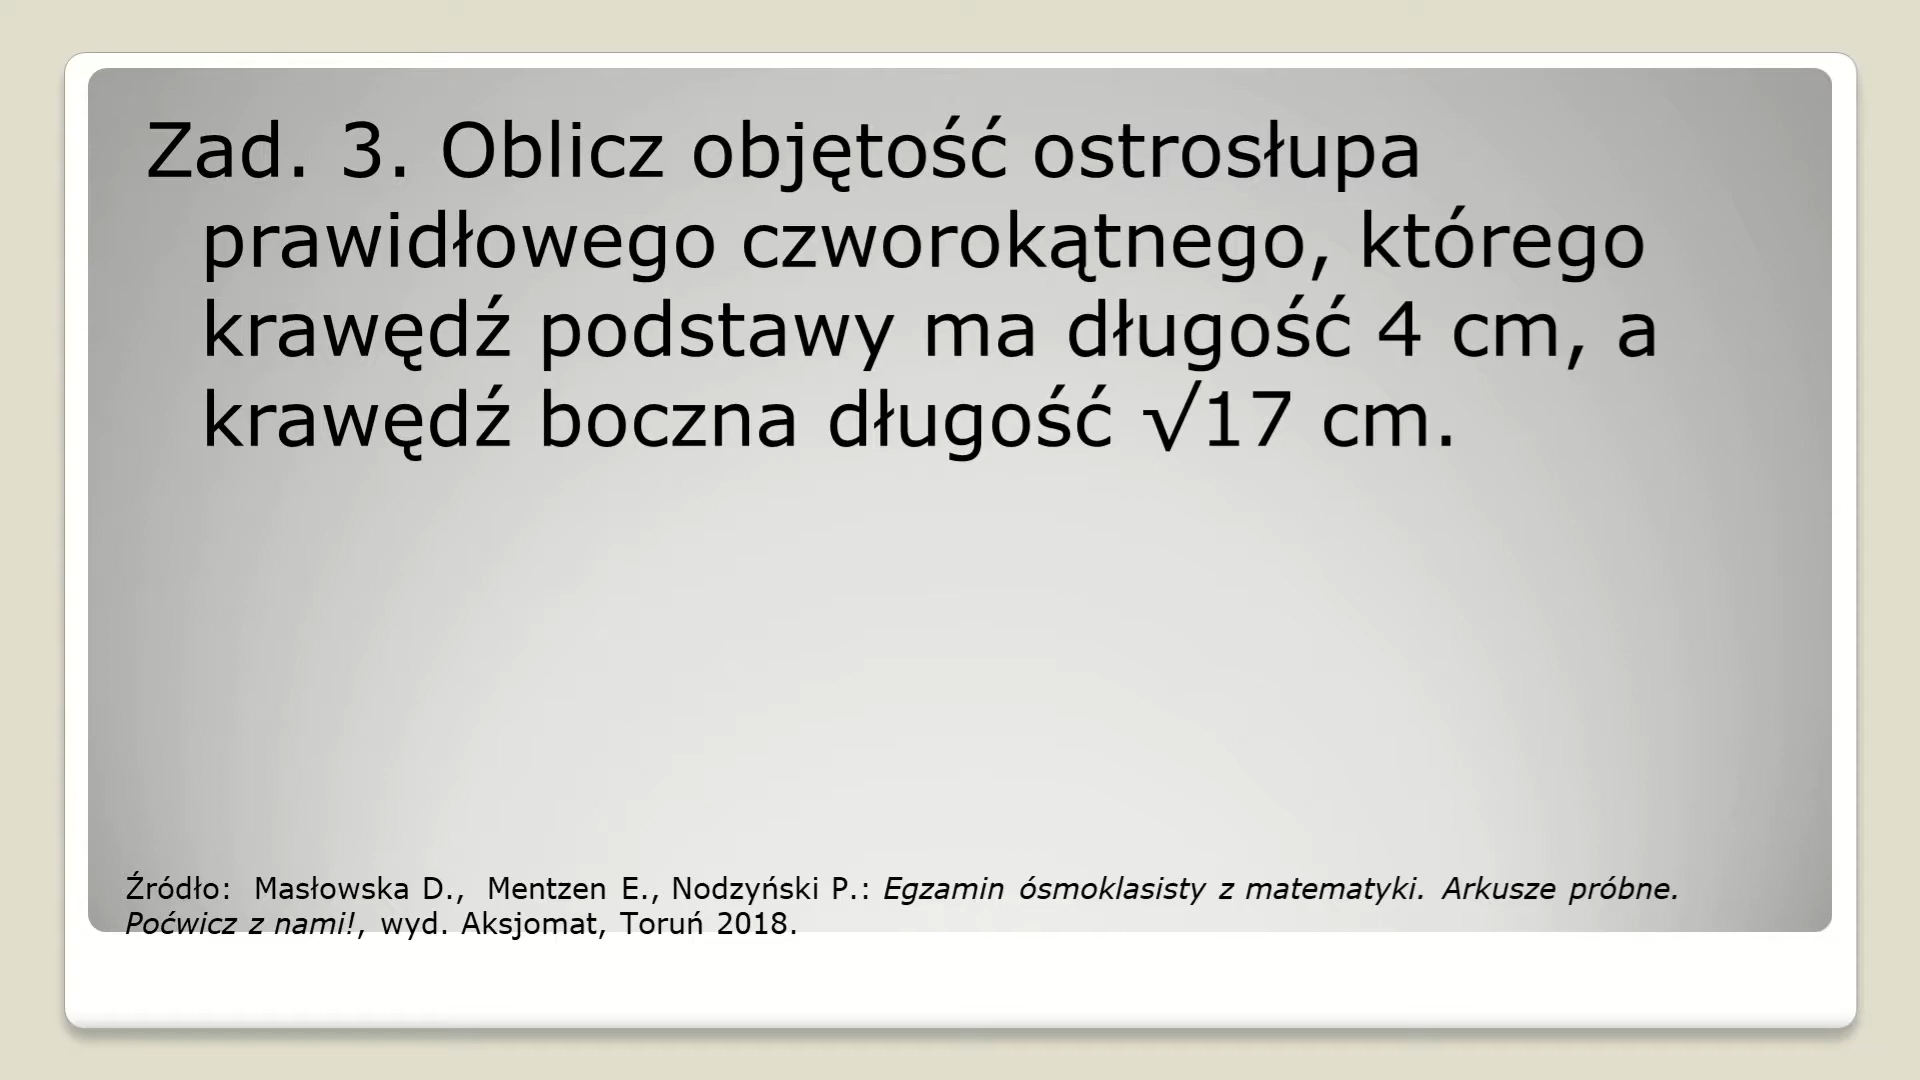 Zad. 3. Oblicz objętość ostrosłupa
prawidłowego czworokątnego, którego
krawędź podstawy ma długość 4 cm, a
krawędź boczna długość √17 cm.
Źródło: Masłowska D., Mentzen E., Nodzyński P.: Egzamin ósmoklasisty z matematyki. Arkusze próbne.
Poćwicz z nami!, wyd. Aksjomat, Toruń 2018.